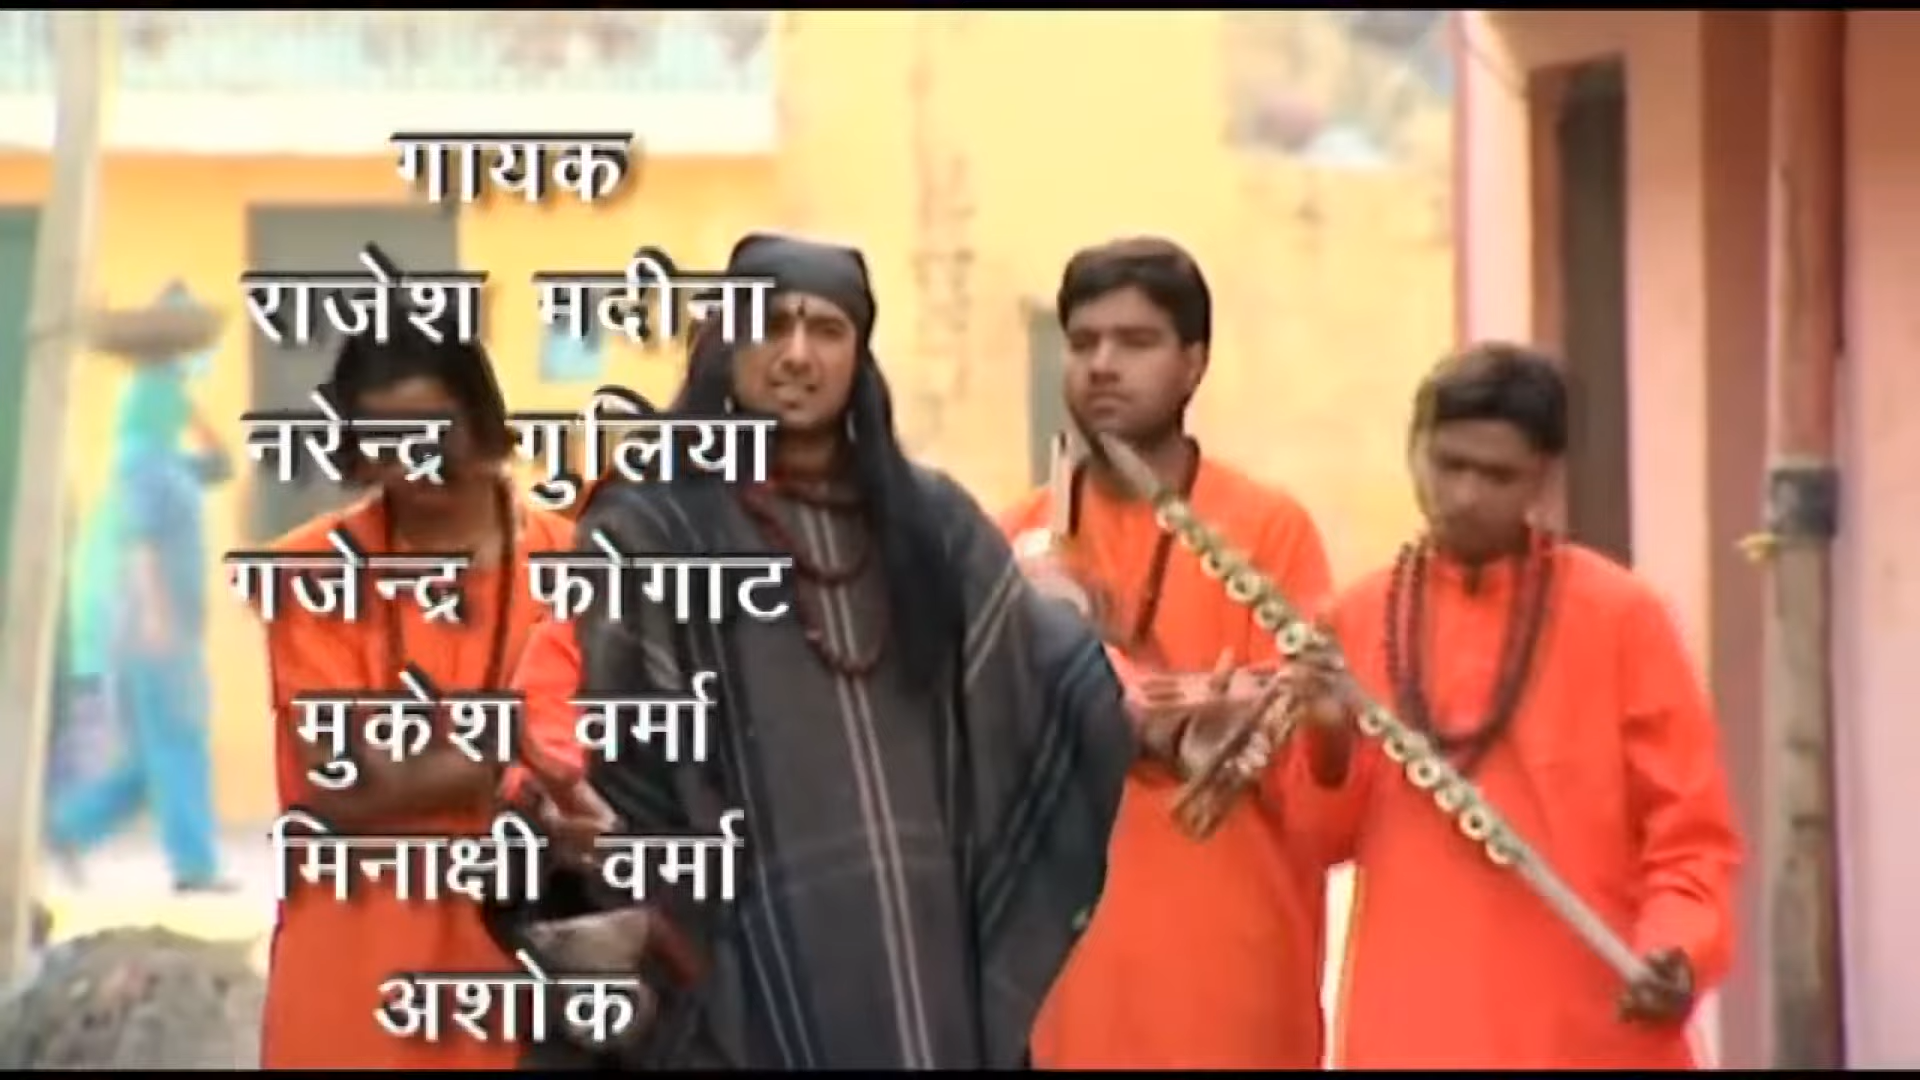 गायक
राजेश मदीना
नरेन्द्र गुलिया
गजेन्द्र फोगाट
मुकेश वर्मा
मिनाक्षी वर्मा
अशोक